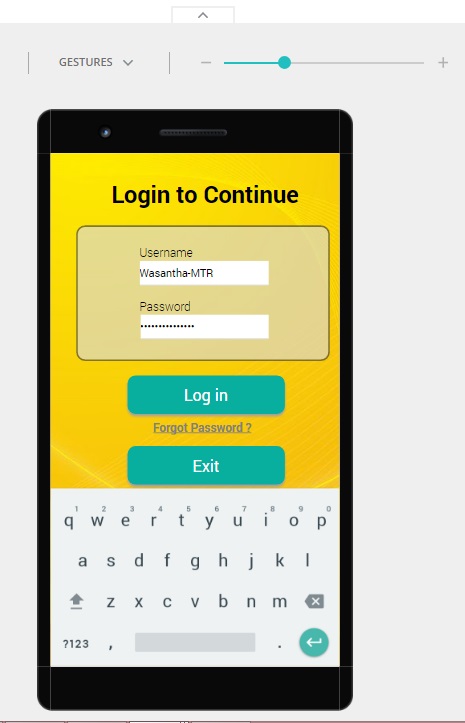 GESTURES
Login to Continue
Username
Wasantha-MTR
Password
•••••••••••••••
Log in
Forgot Password ?
Exit
1 2 3 4 5 6 7 8 9 0
q w e r t y u i o p
a s d f g h j k l
z x c v b n m
?123 , .